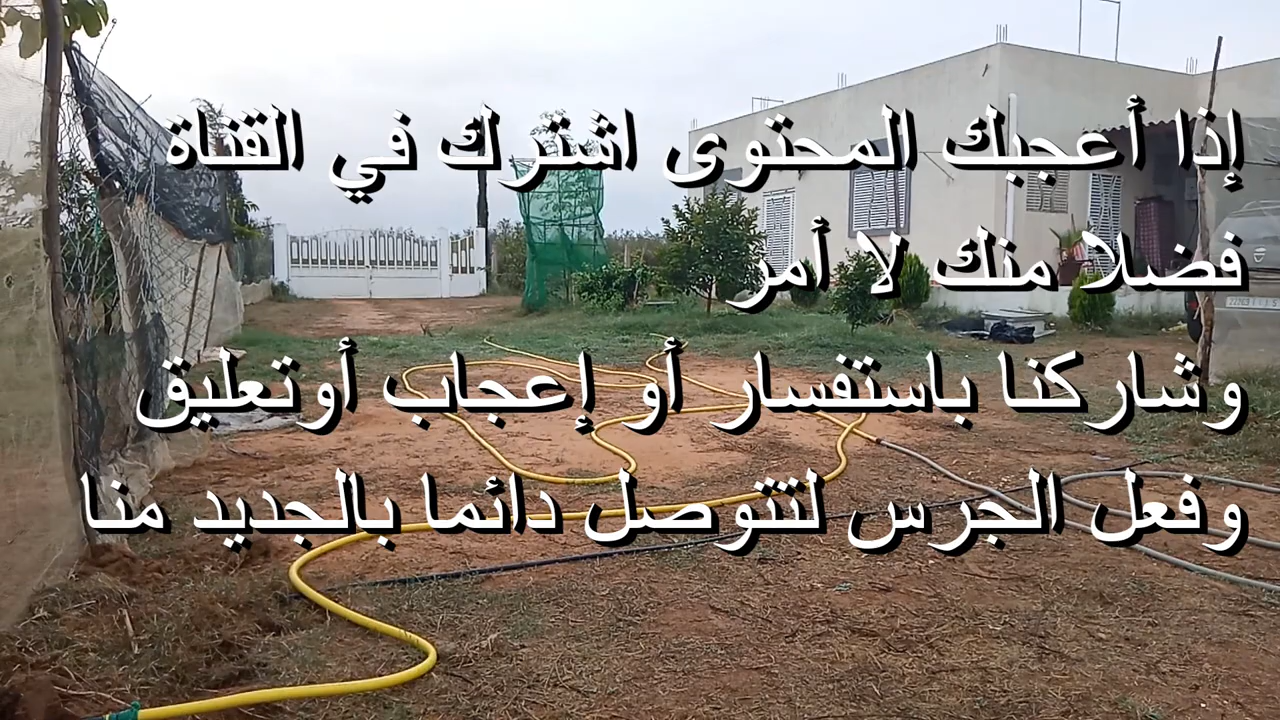 إذا أعجبك المحتوى اشترك في القناة
فضلا منك لا أمر
وشاركنا باستفسار أو إعجاب أوتعليق
وفعل الجرس لتتوصل دائما بالجديد منا